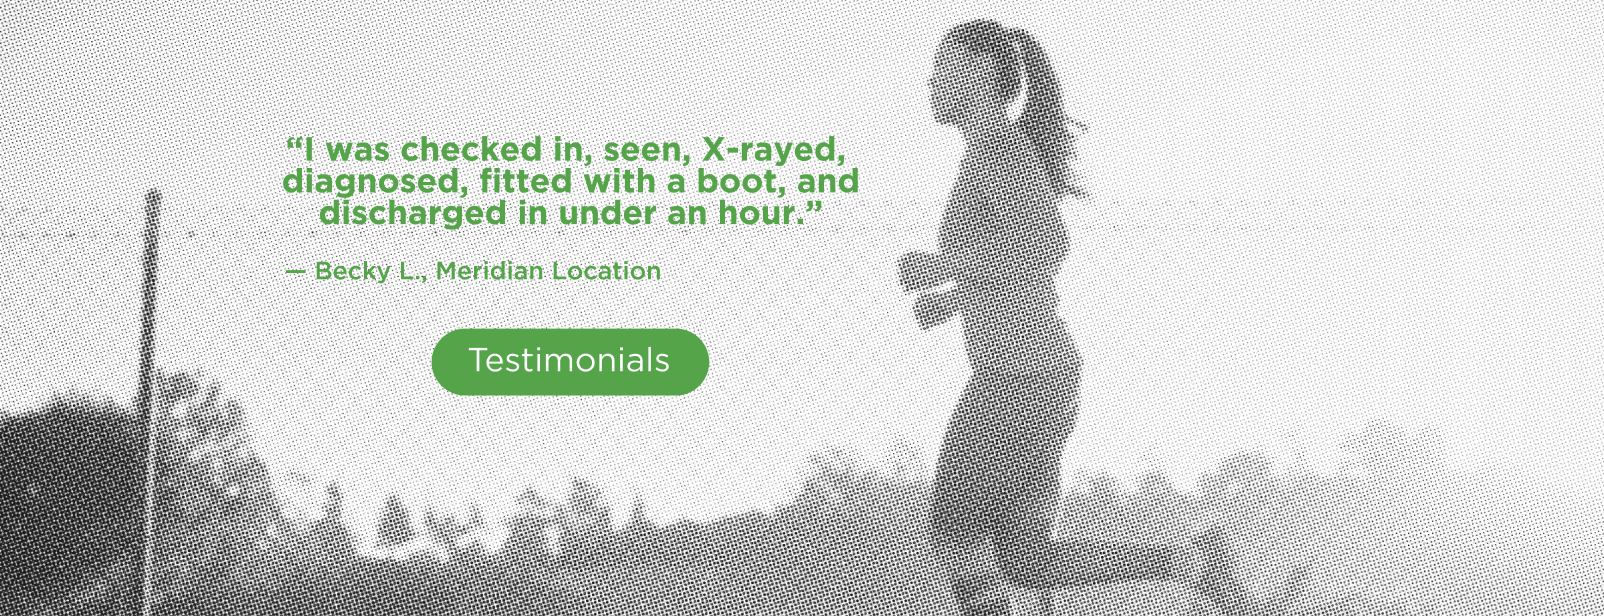 “I was checked in, seen, X-rayed,
diagnosed, fitted with a boot, and
discharged in under an hour.”
— Becky L., Meridian Location
Testimonials